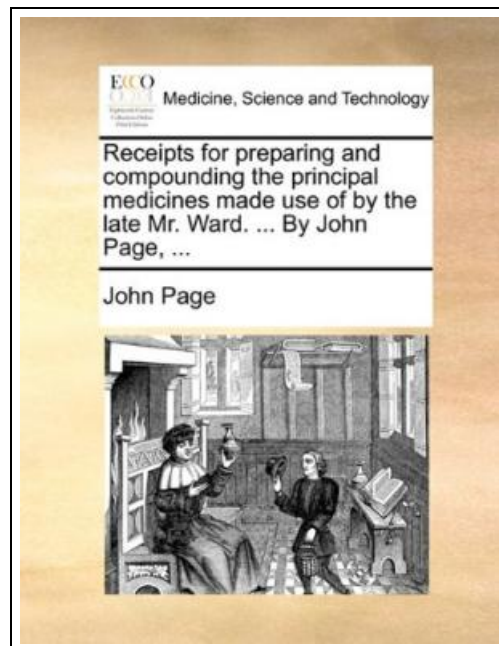 ECCO
Medicine, Science and Technology
Receipts for preparing and
compounding the principal
medicines made use of by the
late Mr. Ward. ... By John
Page, ...
John Page